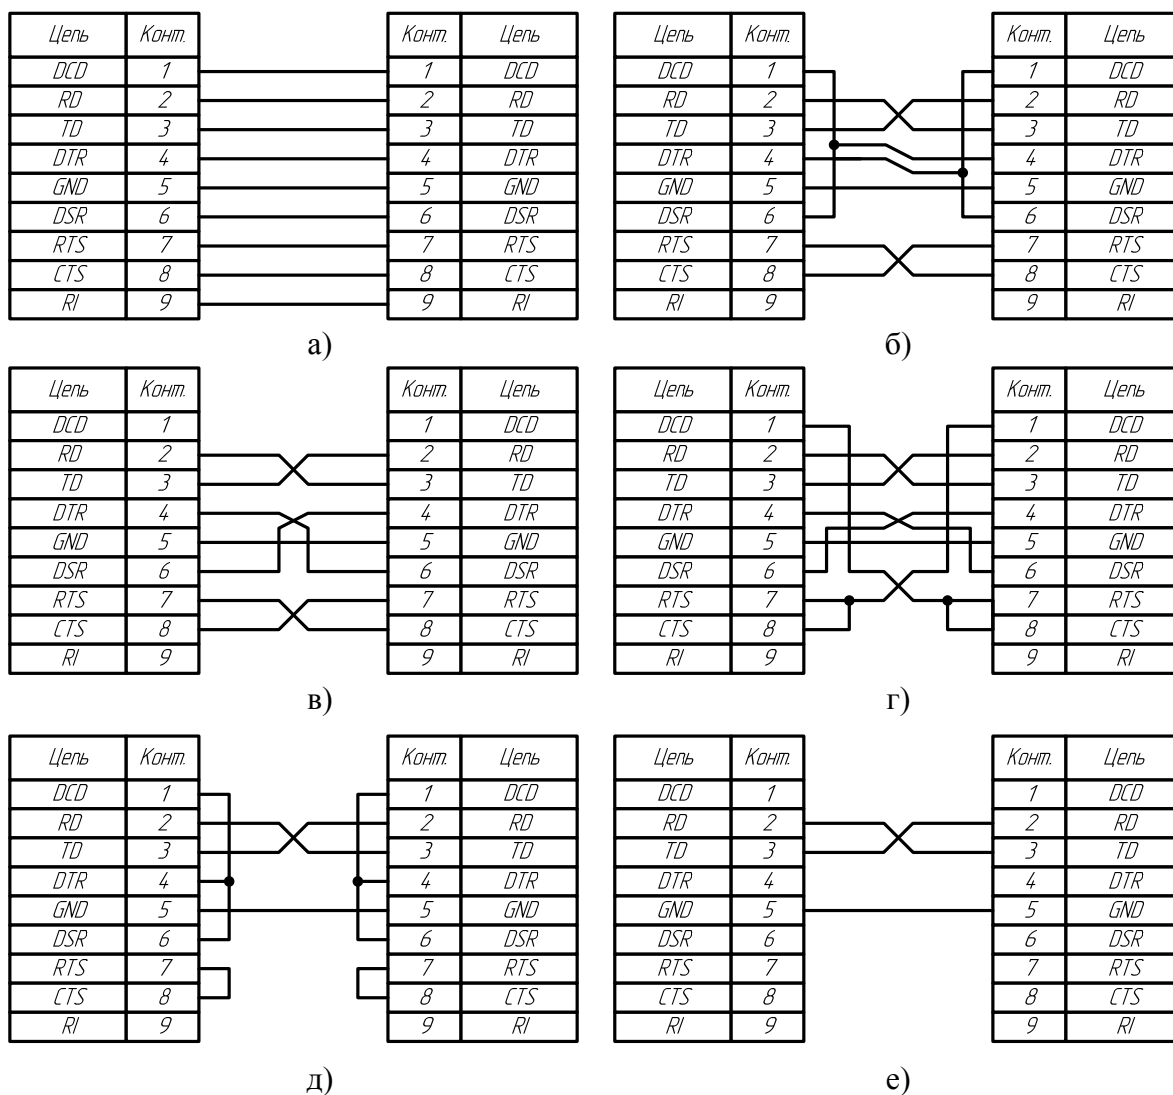 Цепь Конт. Конт. Цепь Цепь Конт. Конт. Цепь
DCD 1 1 DCD DCD 1 1 DCD
RD 2 2 RD RD 2 2 RD
TD 3 3 TD TD 3 3 TD
DTR 4 4 DTR DTR 4 4 DTR
GND 5 5 GND GND 5 5 GND
DSR 6 6 DSR DSR 6 6 DSR
RTS 7 7 RTS RTS 7 7 RTS
CTS 8 8 CTS CTS 8 8 CTS
RI 9 9 RI RI 9 9 RI
а) б)
Цепь Конт. Конт. Цепь Цепь Конт. Конт. Цепь
DCD 1 1 DCD DCD 1 1 DCD
RD 2 2 RD RD 2 2 RD
TD 3 3 TD TD 3 3 TD
DTR 4 4 DTR DTR 4 4 DTR
GND 5 5 GND GND 5 5 GND
DSR 6 6 DSR DSR 6 6 DSR
RTS 7 7 RTS RTS 7 7 RTS
CTS 8 8 CTS CTS 8 8 CTS
RI 9 9 RI RI 9 9 RI
в) г)
Цепь Конт. Конт. Цепь Цепь Конт. Конт. Цепь
DCD 1 1 DCD DCD 1 1 DCD
RD 2 2 RD RD 2 2 RD
TD 3 3 TD TD 3 3 TD
DTR 4 4 DTR DTR 4 4 DTR
GND 5 5 GND GND 5 5 GND
DSR 6 6 DSR DSR 6 6 DSR
RTS 7 7 RTS RTS 7 7 RTS
CTS 8 8 CTS CTS 8 8 CTS
RI 9 9 RI RI 9 9 RI
д) е)